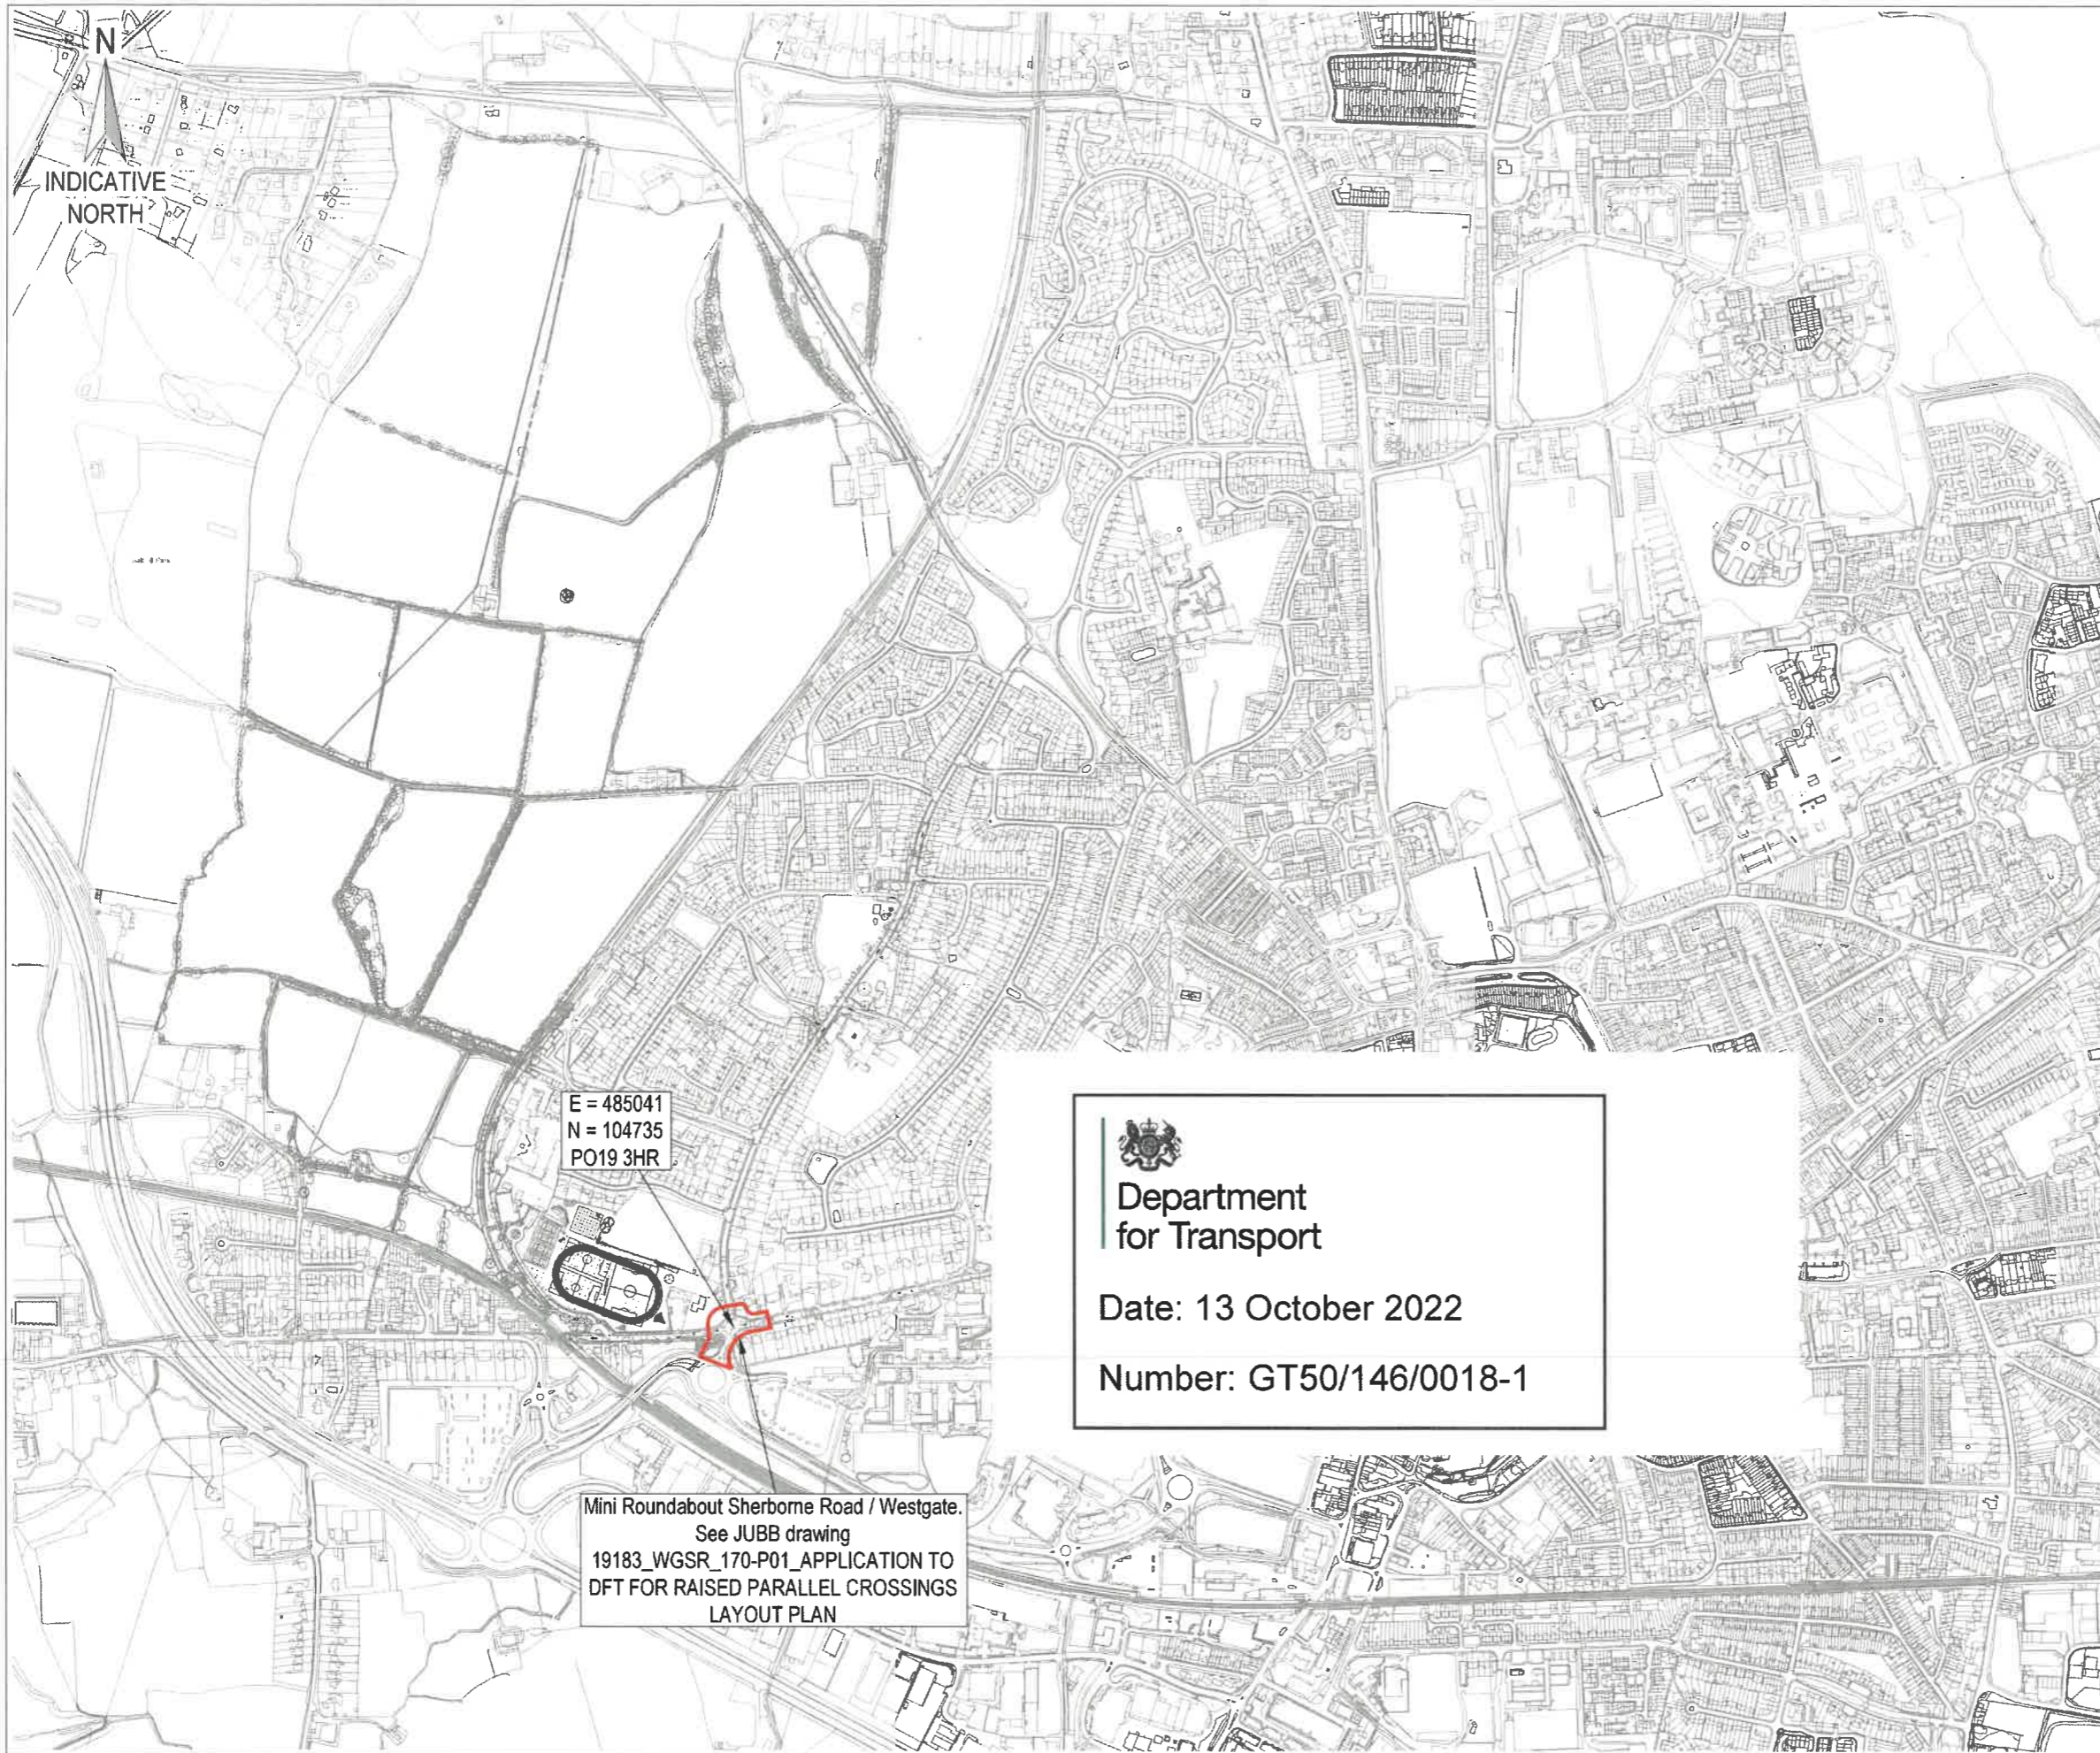 N
INDICATIVE
NORTH
E = 485041
N = 104735
PO19 3HR
Department
for Transport
Date: 13 October 2022
Number: GT50/146/0018-1
Mini Roundabout Sherborne Road / Westgate.
See JUBB drawing
19183_WGSR_170-P01_APPLICATION TO
DFT FOR RAISED PARALLEL CROSSINGS
LAYOUT PLAN